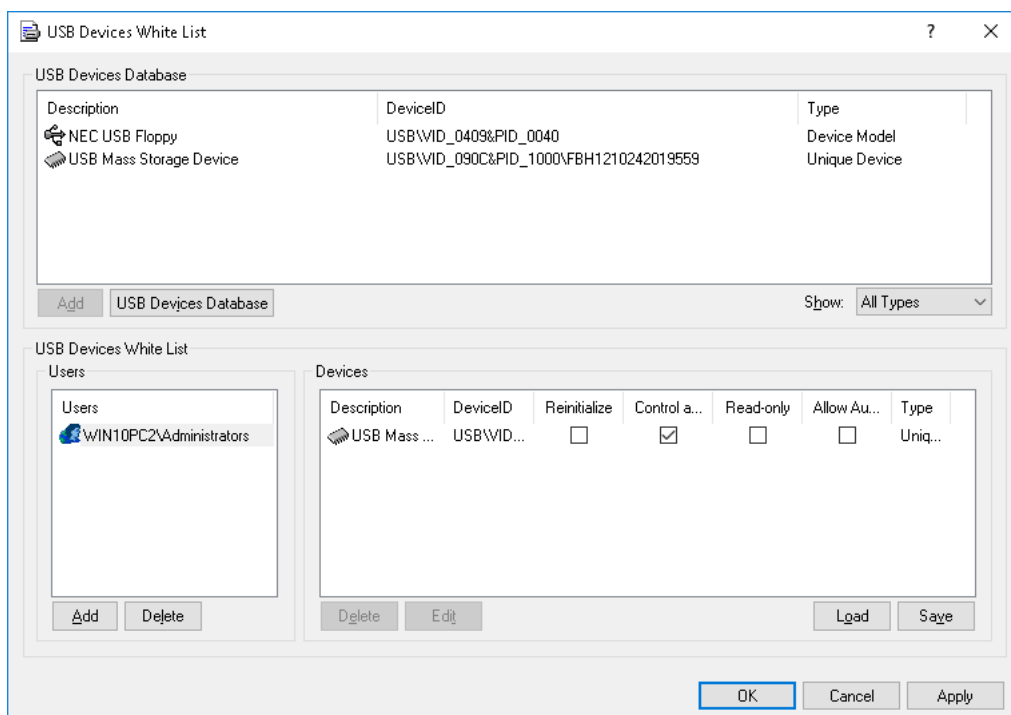 USB Devices White List
?
USB Devices Database
Description DeviceID Type
NEC USB Floppy USB\VID_0409&PID_0040 Device Model
USB Mass Storage Device USB\VID_090C&PID_1000\FBH1210242019559 Unique Device
Add USB Devices Database Show: All Types
USB Devices White List
Users Devices
Users Description DeviceID Reinitialize Control a... Read-only Allow Au... Type
WIN10PC2\Administrators USB Mass ... USB\VID... Uniq...
Add Delete Delete Edit Load Save
OK Cancel Apply